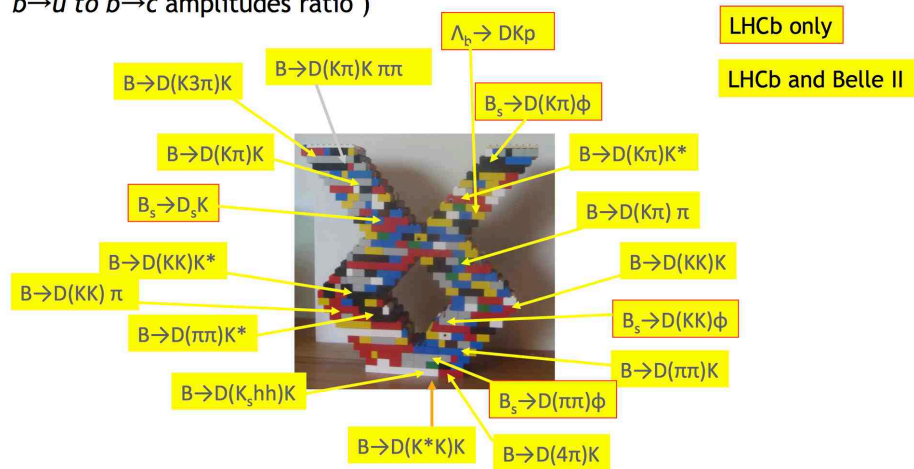 b→u to b→c amplitudes ratio )
LHCb only
LHCb and Belle II
Λb→ DKp
B→D(Kπ)K ππ
B→D(K3π)K
Bs→D(Kπ)φ
B→D(Kπ)K
B→D(Kπ)K*
Bs→DsK
B→D(Kπ) π
B→D(KK)K*
B→D(KK)K
B→D(KK) π
Bs→D(KK)φ
B→D(ππ)K*
B→D(ππ)K
B→D(Kshh)K
Bs→D(ππ)φ
B→D(K*K)K
B→D(4π)K